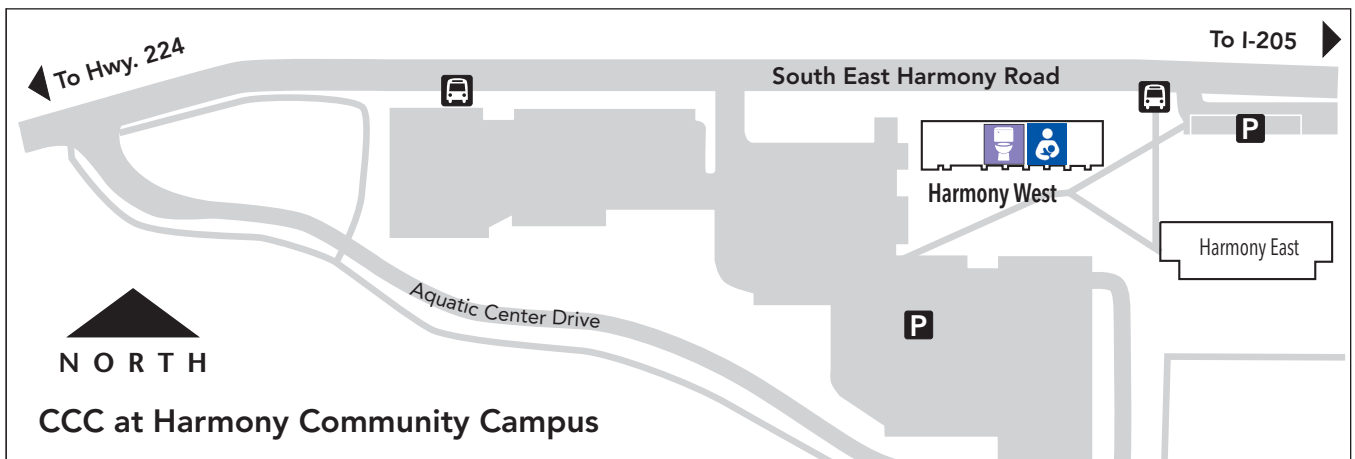 To Hwy. 224
To I-205
South East Harmony Road
P
Harmony West
Harmony East
Aquatic Center Drive
P
NORTH
CCC at Harmony Community Campus